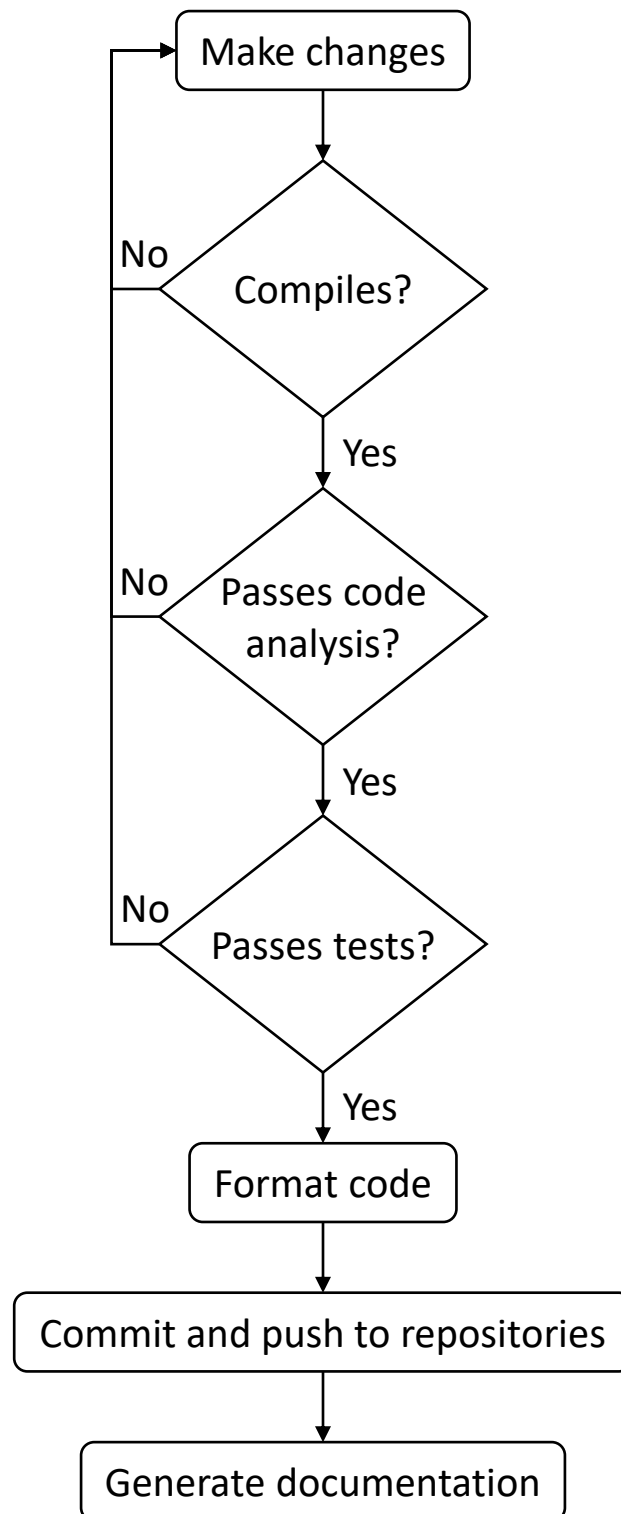 Make changes
No
Compiles?
Yes
No
Passes code
analysis?
Yes
No
Passes tests?
Yes
Format code
Commit and push to repositories
Generate documentation